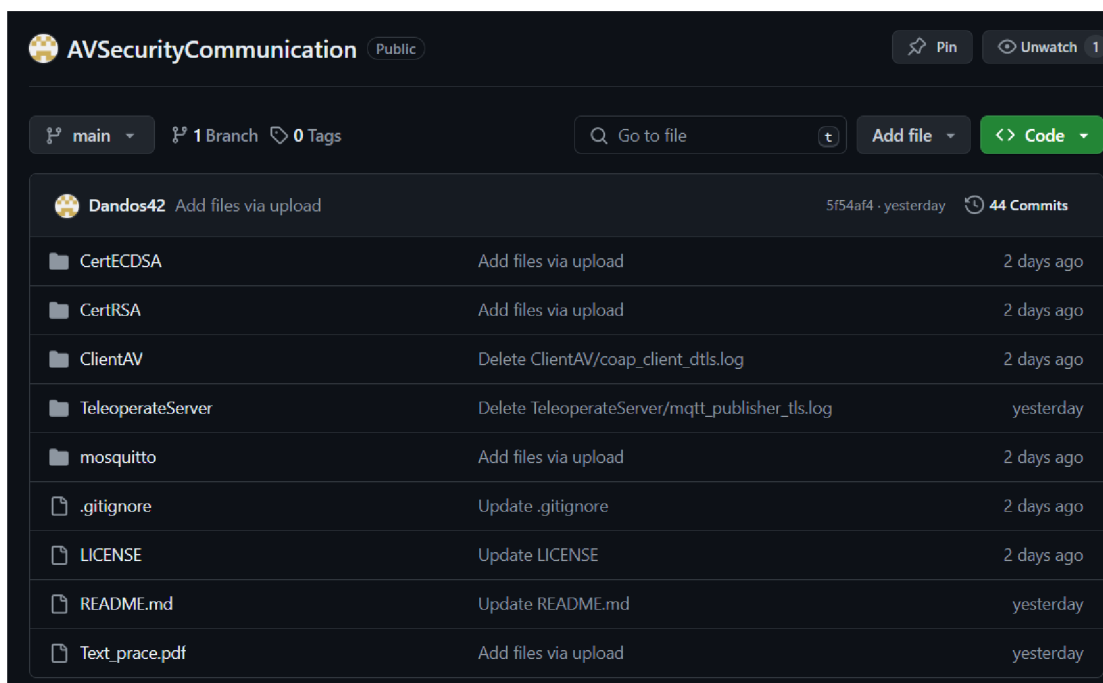 AVSecurityCommunication Public Pin Unwatch 1
main 1 Branch 0 Tags Go to file t Add file Code
Dandos42 Add files via upload 5f54af4 · yesterday 44 Commits
CertECDSA Add files via upload 2 days ago
CertRSA Add files via upload 2 days ago
ClientAV Delete ClientAV/coap_client_dtls.log 2 days ago
TeleoperateServer Delete TeleoperateServer/mqtt_publisher_tls.log yesterday
mosquitto Add files via upload 2 days ago
.gitignore Update .gitignore 2 days ago
LICENSE Update LICENSE 2 days ago
README.md Update README.md yesterday
Text_prace.pdf Add files via upload yesterday